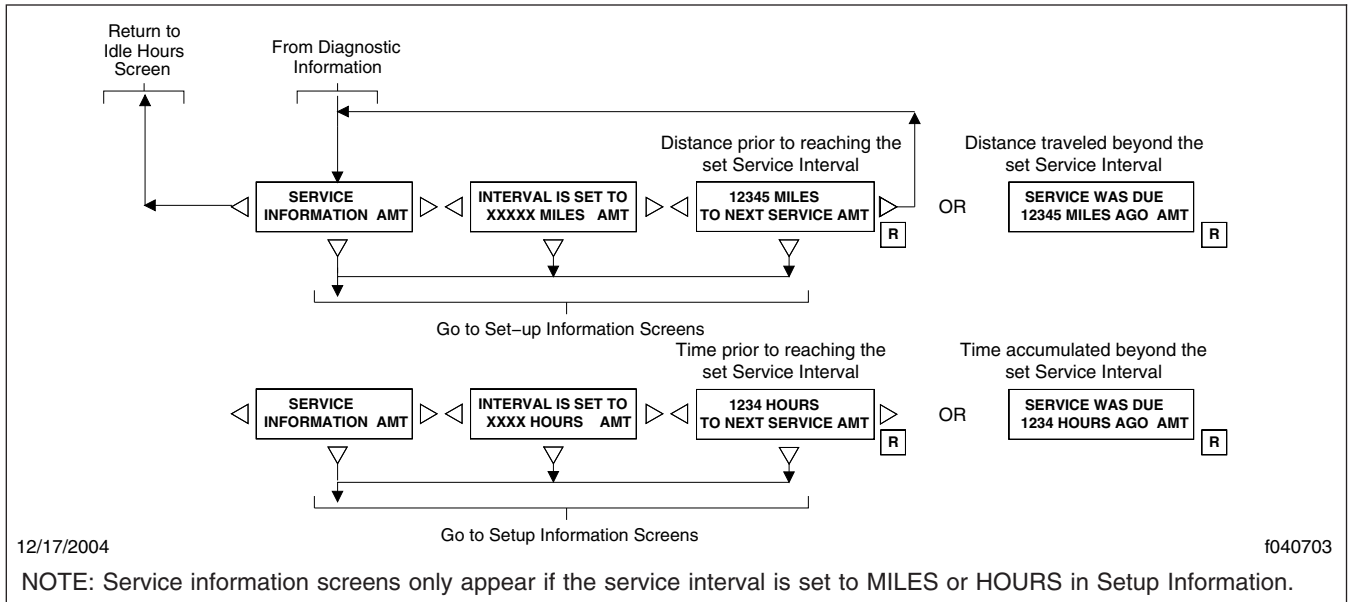 Return to
Idle Hours
Screen
From Diagnostic
Information
Distance prior to reaching the
set Service Interval
Distance traveled beyond the
set Service Interval
SERVICE
INFORMATION AMT
INTERVAL IS SET TO
XXXXX MILES AMT
12345 MILES
TO NEXT SERVICE AMT
R
OR
SERVICE WAS DUE
12345 MILES AGO AMT
R
Go to Set−up Information Screens
Time prior to reaching the
set Service Interval
Time accumulated beyond the
set Service Interval
SERVICE
INFORMATION AMT
INTERVAL IS SET TO
XXXX HOURS AMT
1234 HOURS
TO NEXT SERVICE AMT
R
OR
SERVICE WAS DUE
1234 HOURS AGO AMT
R
Go to Setup Information Screens
12/17/2004
f040703
NOTE: Service information screens only appear if the service interval is set to MILES or HOURS in Setup Information.